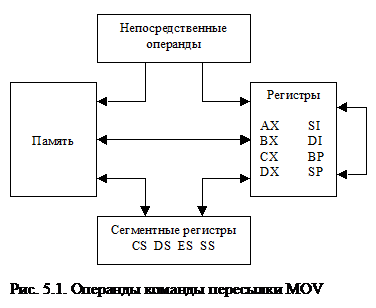 Непосредственные
операнды
Память
Регистры
AX SI
BX DI
CX BP
DX SP
Сегментные регистры
CS DS ES SS
Рис. 5.1. Операнды команды пересылки MOV